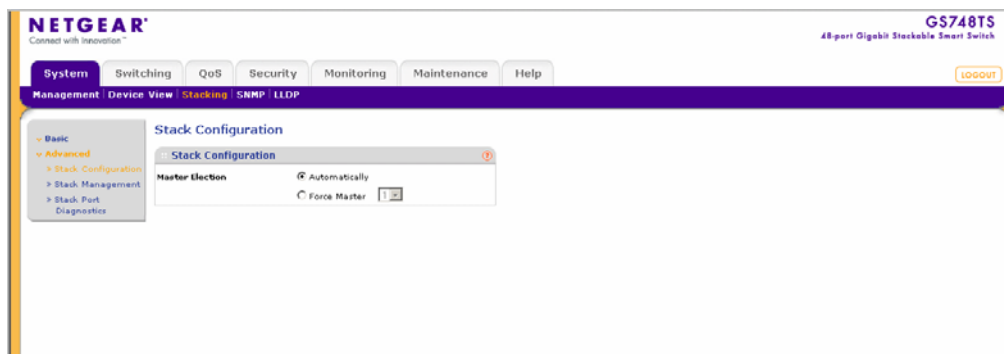 NETGEAR
Connect with Innovation™
GS748TS
48-port Gigabit Stackable Smart Switch
System Switching QoS Security Monitoring Maintenance Help
LOGOUT
Management Device View Stacking SNMP LLDP
Basic
Advanced
Stack Configuration
Stack Management
Stack Port
Diagnostics
Stack Configuration
Stack Configuration
?
Master Election
Automatically
Force Master 1